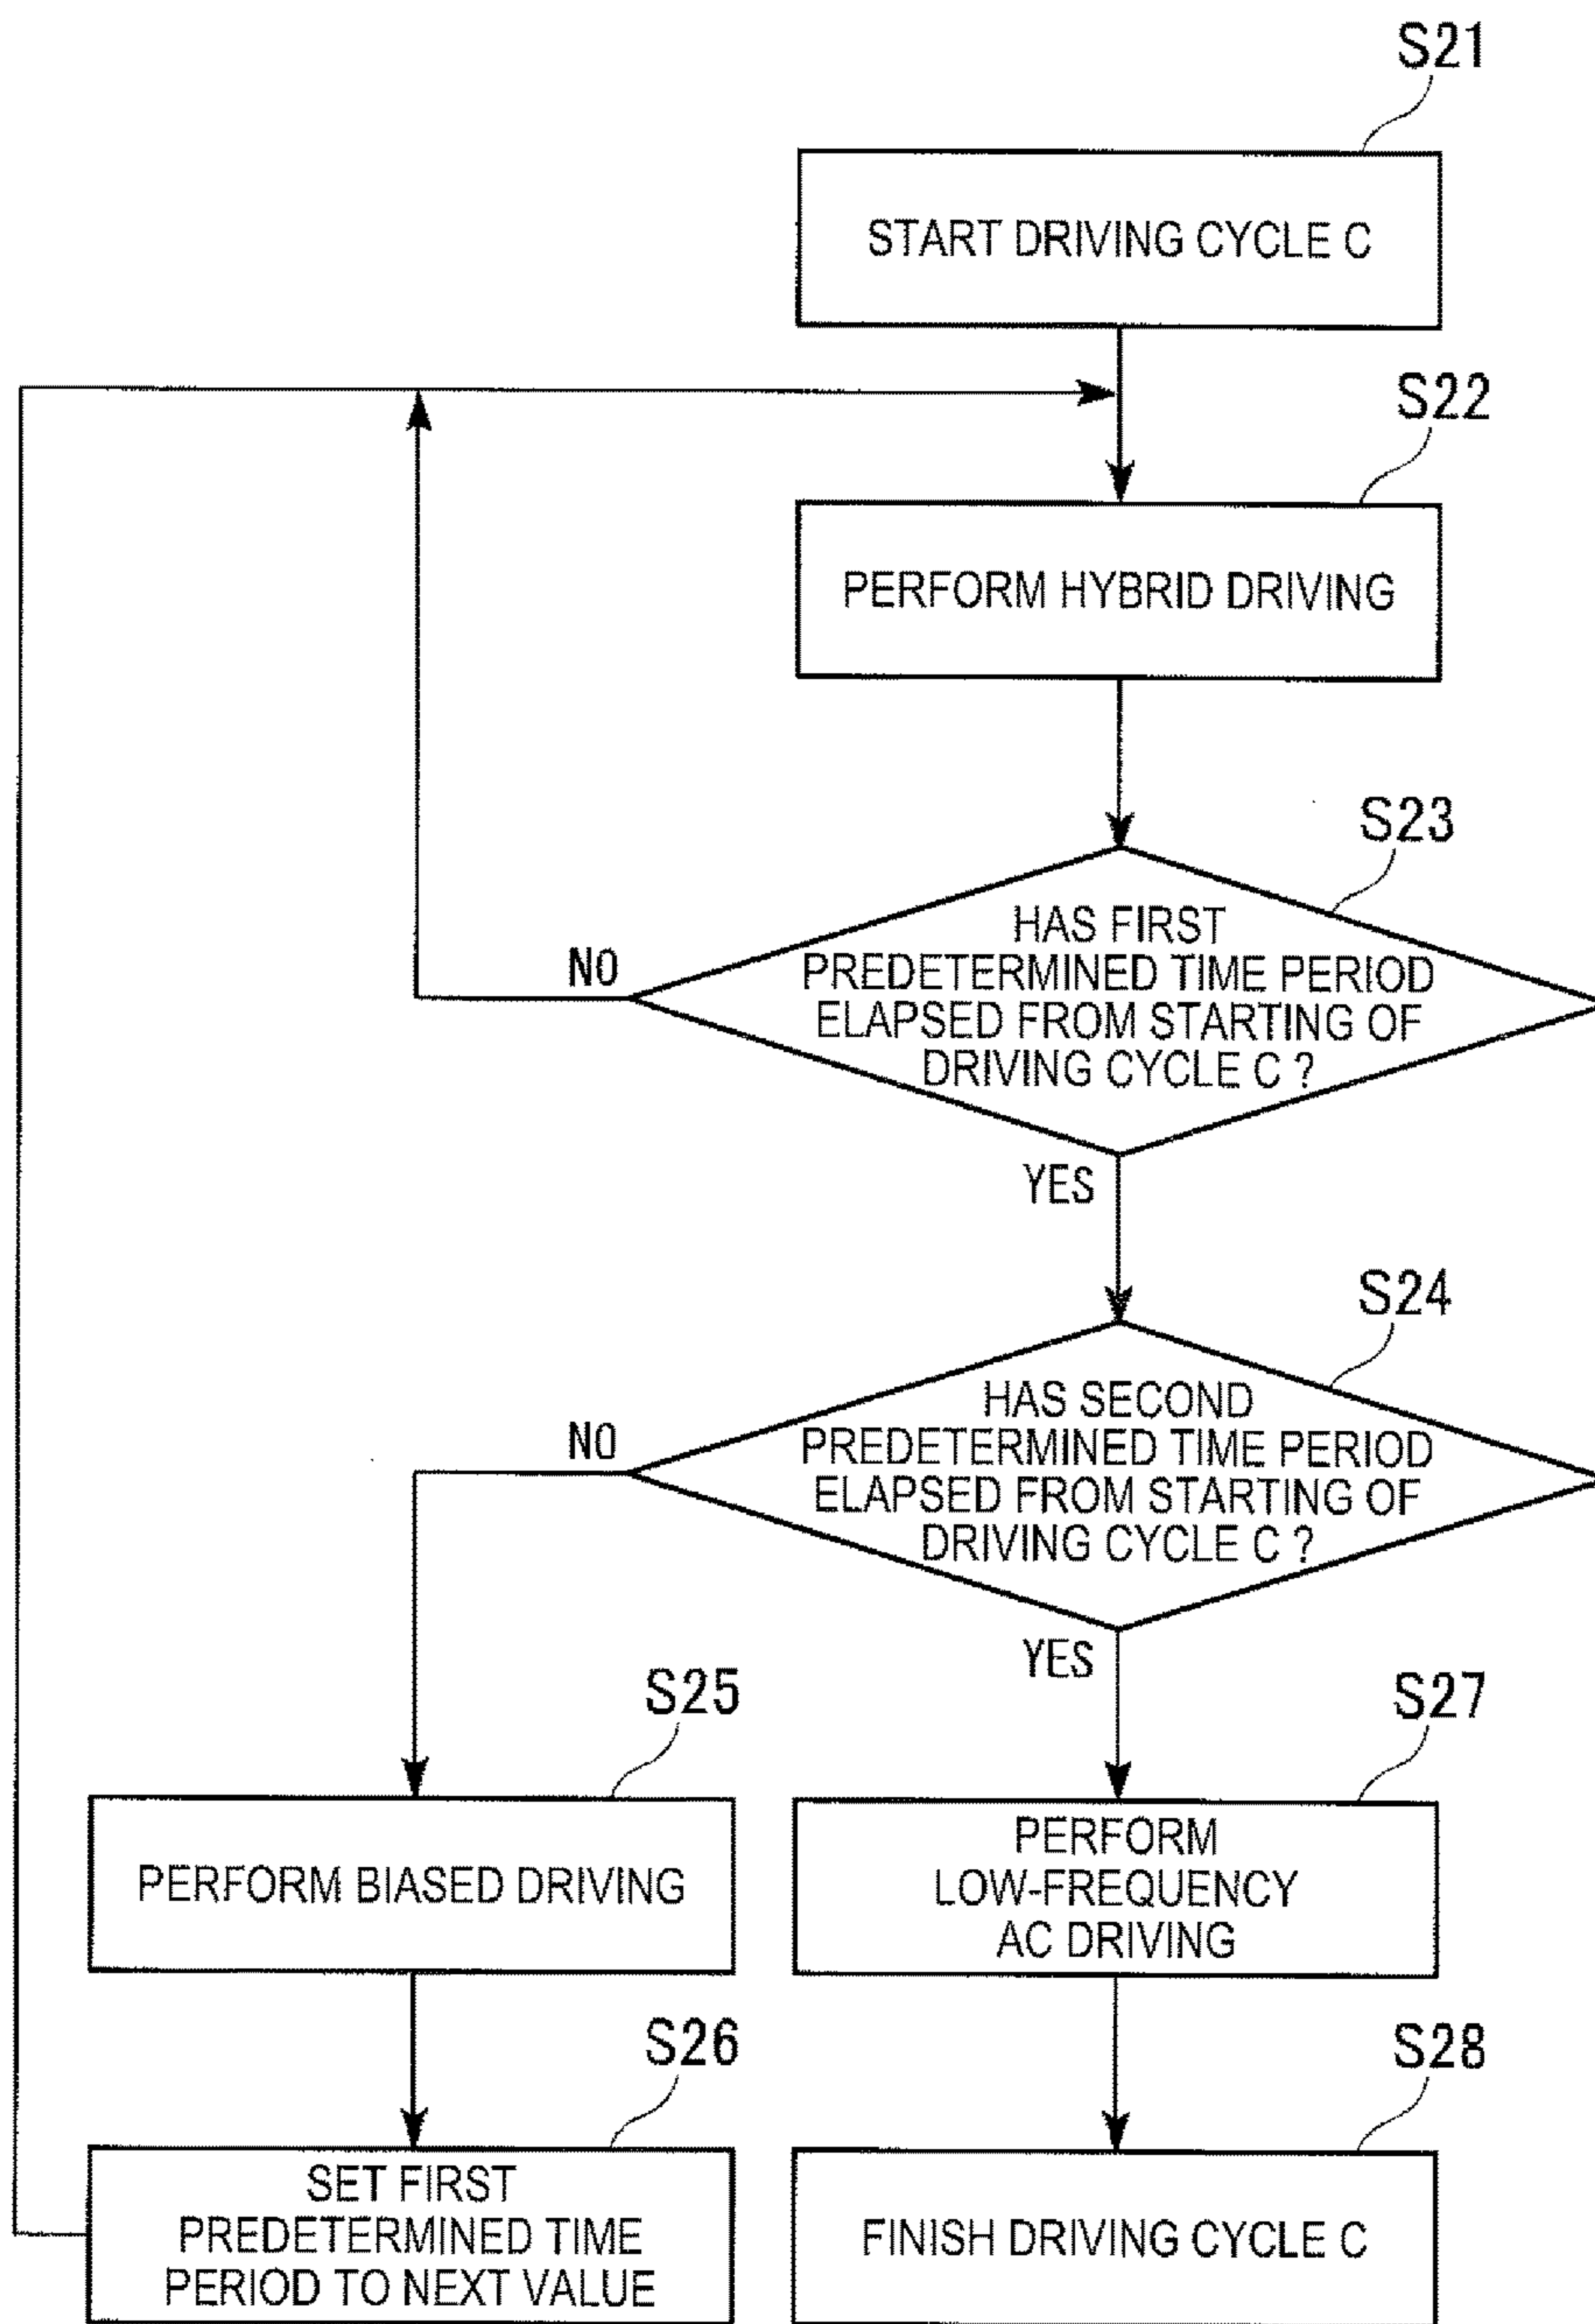 S21
START DRIVING CYCLE C
S22
PERFORM HYBRID DRIVING
S23
HAS FIRST
PREDETERMINED TIME PERIOD
ELAPSED FROM STARTING OF
DRIVING CYCLE C ?
NO
YES
S24
HAS SECOND
PREDETERMINED TIME PERIOD
ELAPSED FROM STARTING OF
DRIVING CYCLE C ?
NO
YES
S25
PERFORM BIASED DRIVING
S26
SET FIRST
PREDETERMINED TIME
PERIOD TO NEXT VALUE
S27
PERFORM
LOW-FREQUENCY
AC DRIVING
S28
FINISH DRIVING CYCLE C